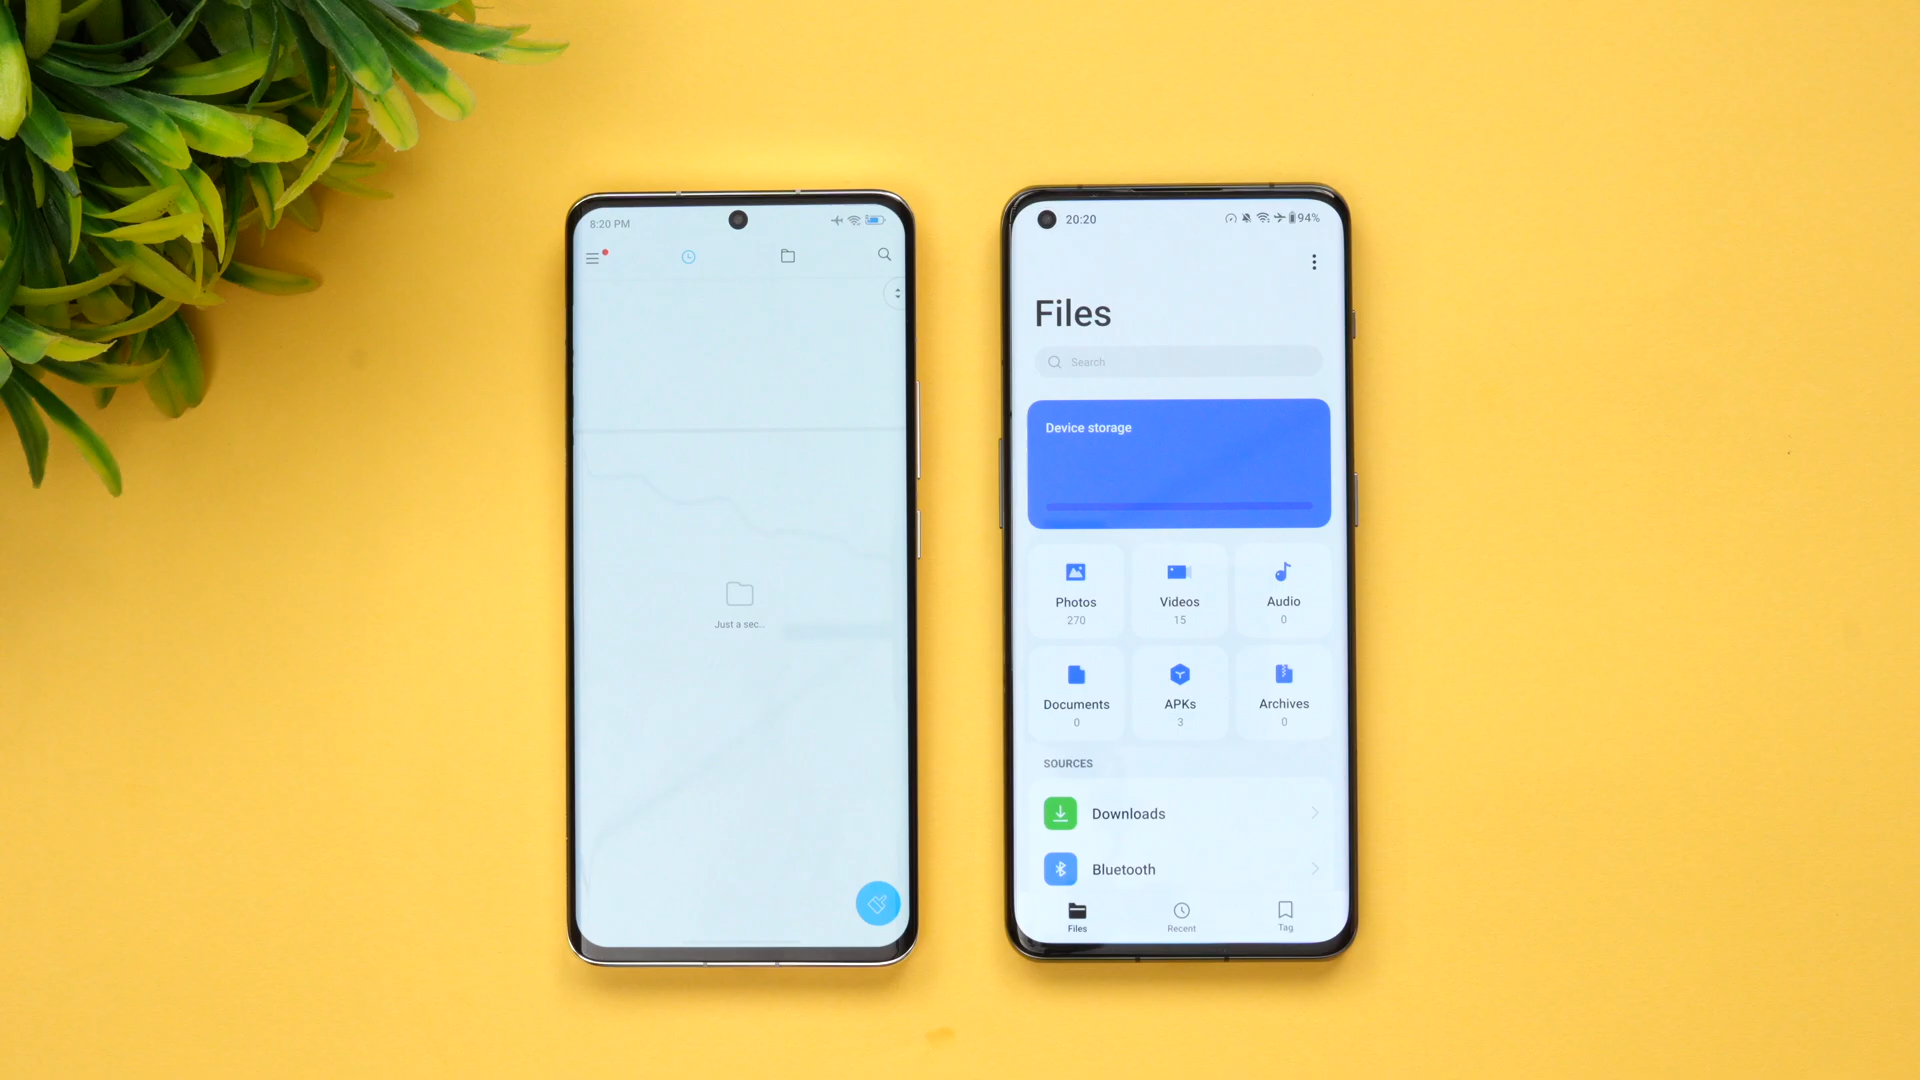 8:20 PM
Just a sec..
20:20
94%
Files
Search
Device storage
Photos
270
Videos
15
Audio
0
Documents
0
APKs
3
Archives
0
SOURCES
Downloads
Bluetooth
Files
Recent
Tag